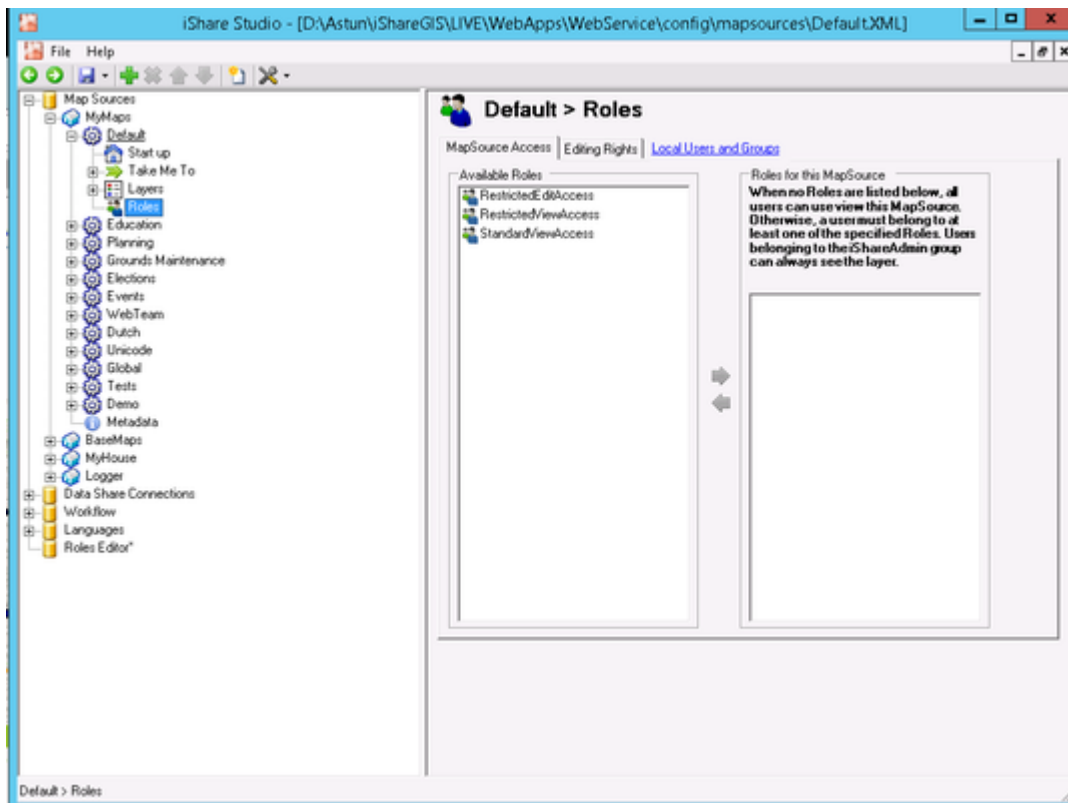 iShare Studio - [D:\Astun\iShareGIS\LIVE\WebApps\WebService\config\mapsources\Default.XML]
File Help
Map Sources
MyMaps
Default
Start up
Take Me To
Layers
Roles
Education
Planning
Grounds Maintenance
Elections
Events
WebTeam
Dutch
Unicode
Global
Tests
Demo
Metadata
BaseMaps
MyHouse
Logger
Data Share Connections
Workflow
Languages
Roles Editor*
Default > Roles
MapSource Access Editing Rights Local Users and Groups
Available Roles
RestrictedEditAccess
RestrictedViewAccess
StandardViewAccess
Roles for this MapSource
When no Roles are listed below, all
users can use view this MapSource.
Otherwise, a user must belong to at
least one of the specified Roles. Users
belonging to the iShareAdmin group
can always see the layer.
Default > Roles